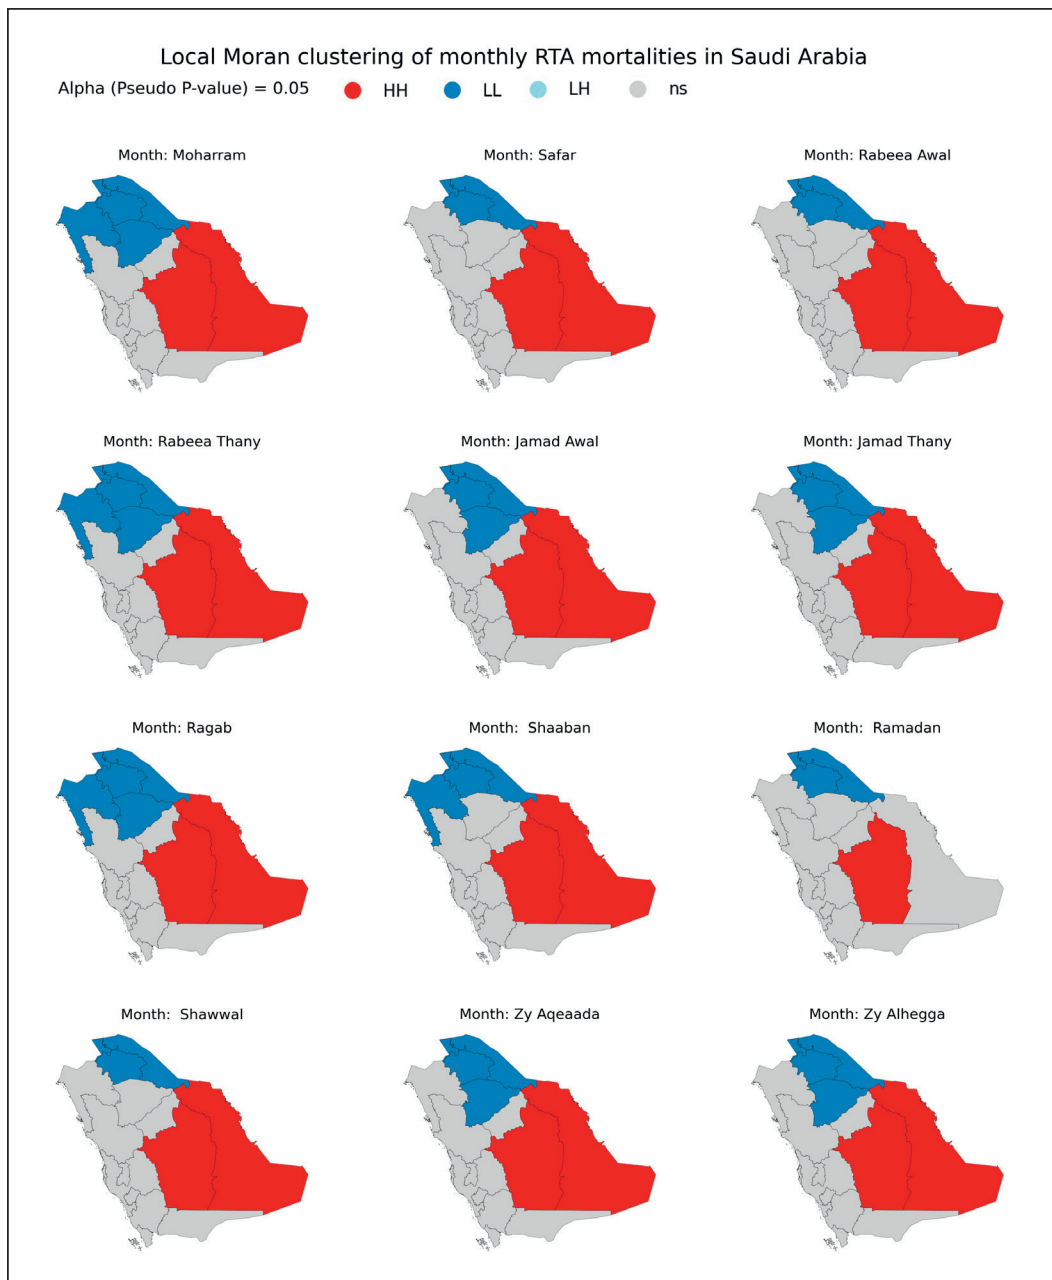 Local Moran clustering of monthly RTA mortalities in Saudi Arabia
Alpha (Pseudo P-value) = 0.05 HH LL LH ns
Month: Moharram Month: Safar Month: Rabeea Awal
Month: Rabeea Thany Month: Jamad Awal Month: Jamad Thany
Month: Ragab Month: Shaaban Month: Ramadan
Month: Shawwal Month: Zy Aqeaada Month: Zy Alhegga